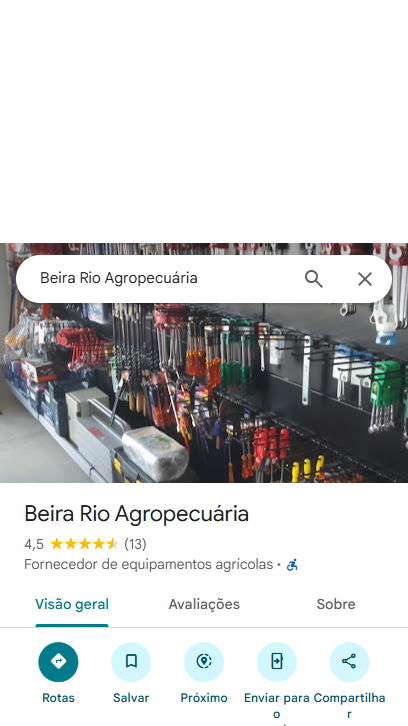 Beira Rio Agropecuária
Beira Rio Agropecuária
4,5 (13)
Fornecedor de equipamentos agrícolas ·
Visão geral Avaliações Sobre
Rotas Salvar Próximo Enviar para o Compartilhar